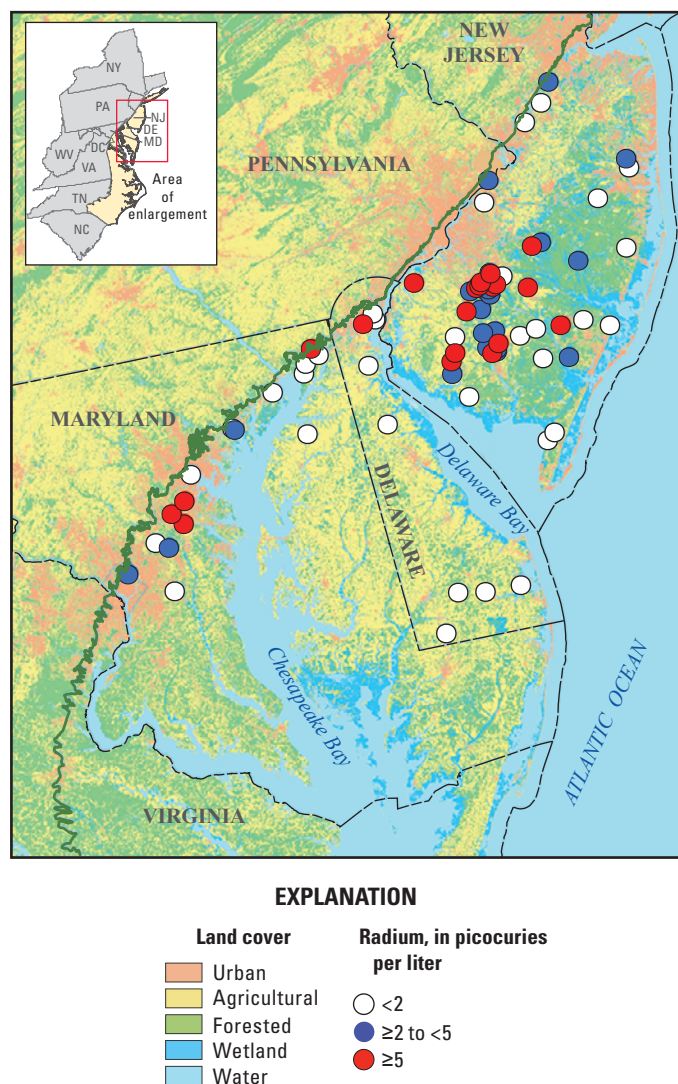 NEW
JERSEY
NY
PA
NJ
DE
MD
DC
WV
VA
TN
NC
Area
of
enlargement
PENNSYLVANIA
MARYLAND
DELAWARE
Delaware Bay
Chesapeake Bay
ATLANTIC OCEAN
VIRGINIA
EXPLANATION
Land cover
Urban
Agricultural
Forested
Wetland
Water
Radium, in picocuries
per liter
<2
≥2 to <5
≥5